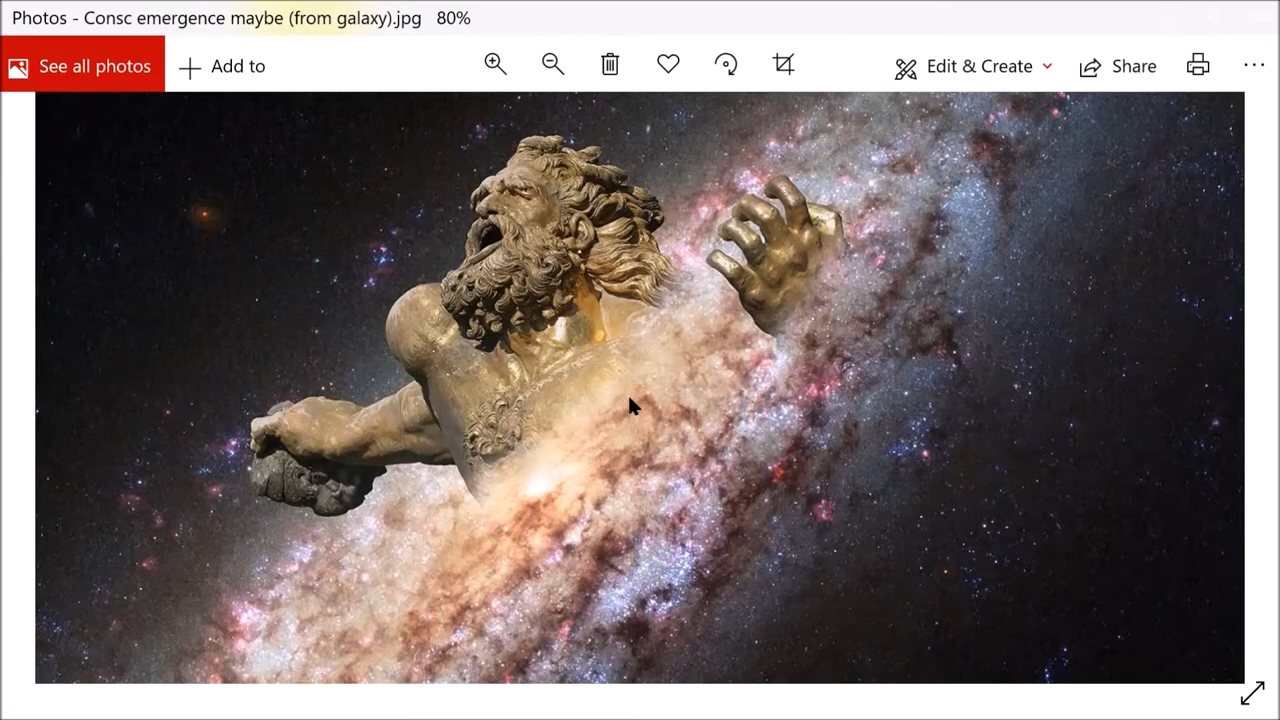 Photos - Consc emergence maybe (from galaxy).jpg 80%
See all photos
Add to
Edit & Create
Share